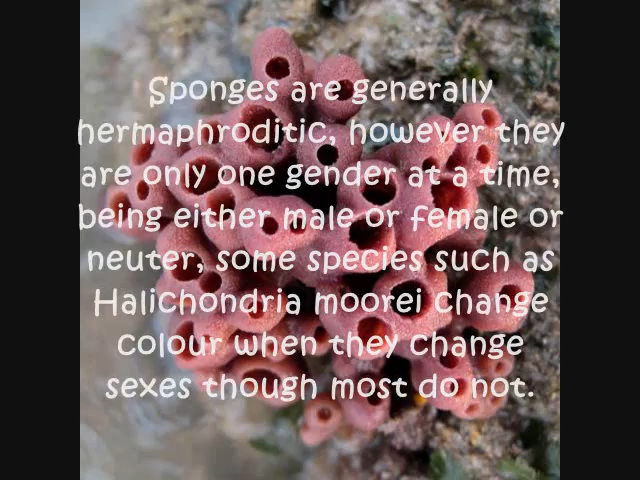 Sponges are generally
hermaphroditic, however they
are only one gender at a time,
being either male or female or
neuter, some species such as
Halichondria moorei change
colour when they change
sexes though most do not.